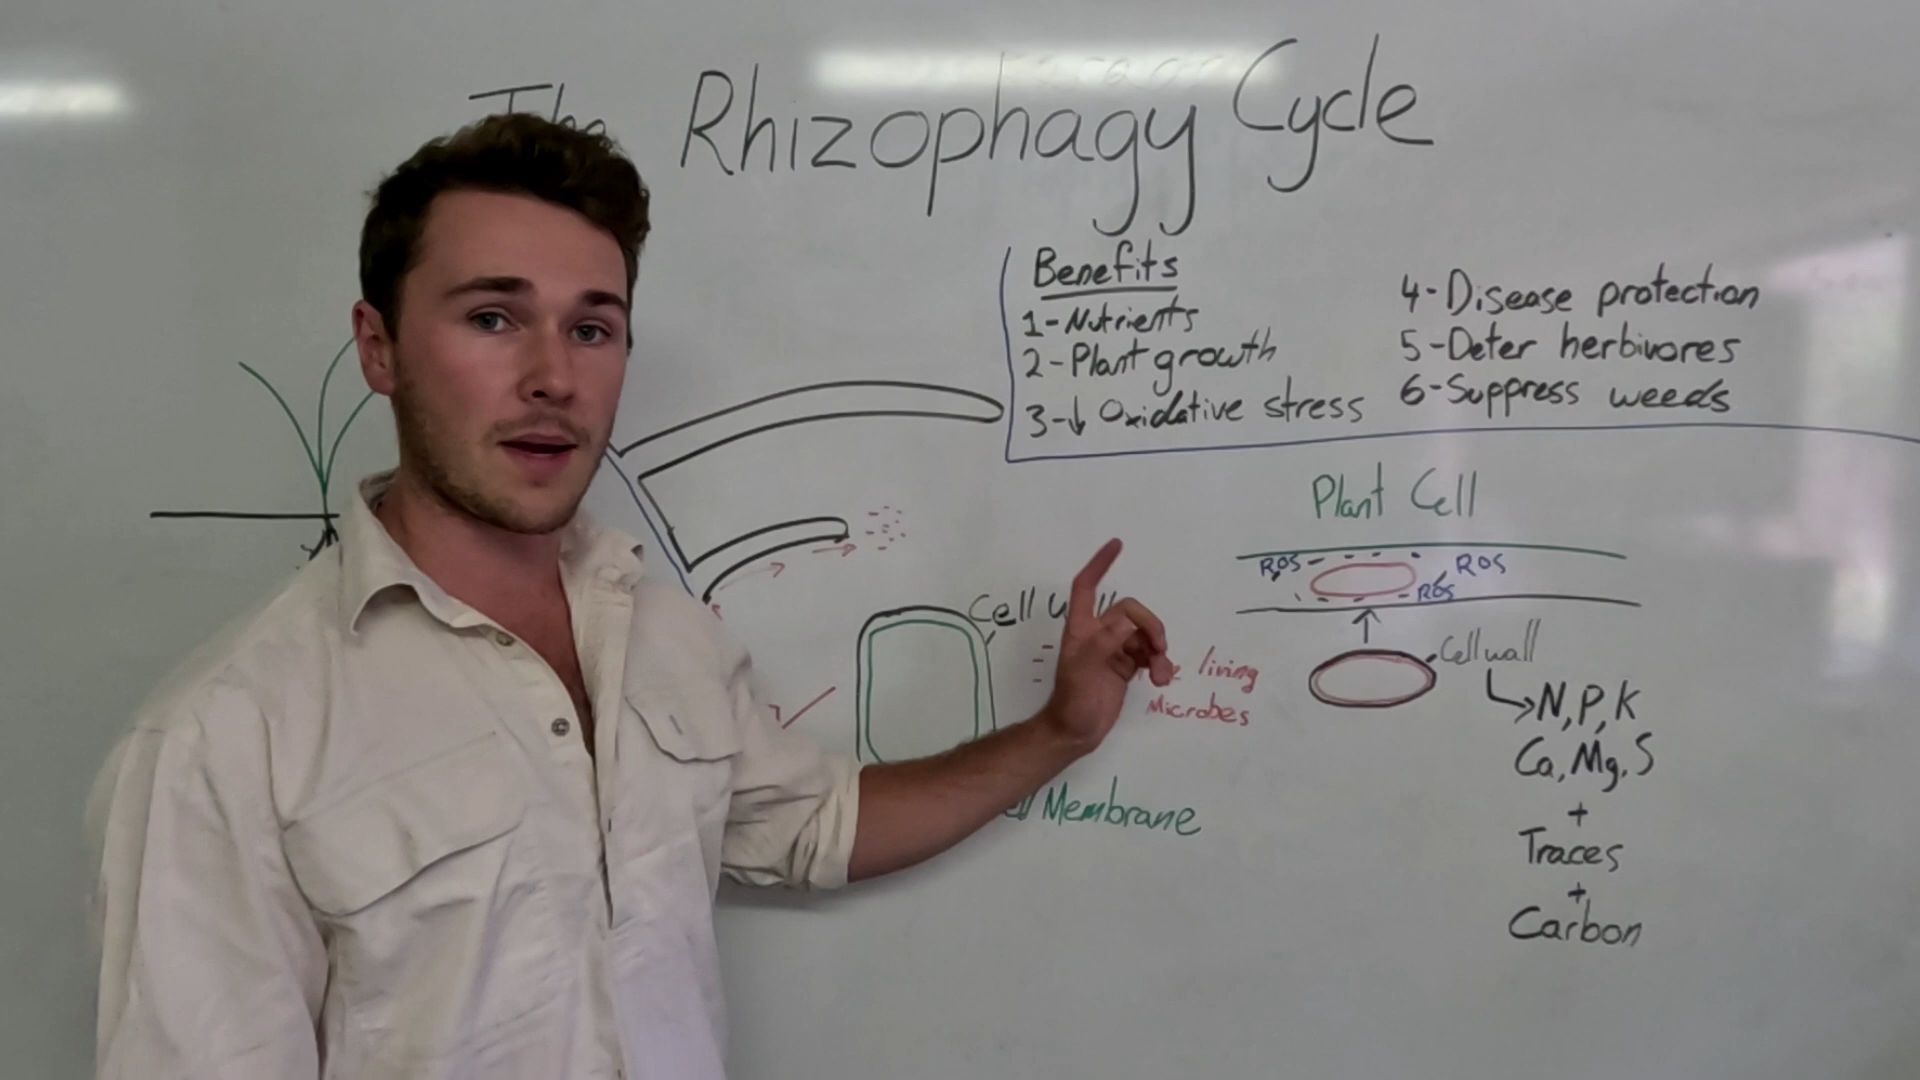 The Rhizophagy Cycle
Benefits
1-Nutrients
2-Plant growth
3-↓ Oxidative stress
4-Disease protection
5-Deter herbivores
6-Suppress weeds
Plant Cell
ROS
ROS
ROS
Cell wall
living
Microbes
Membrane
Cell wall
N, P, K
Ca, Mg, S
+
Traces
+
Carbon